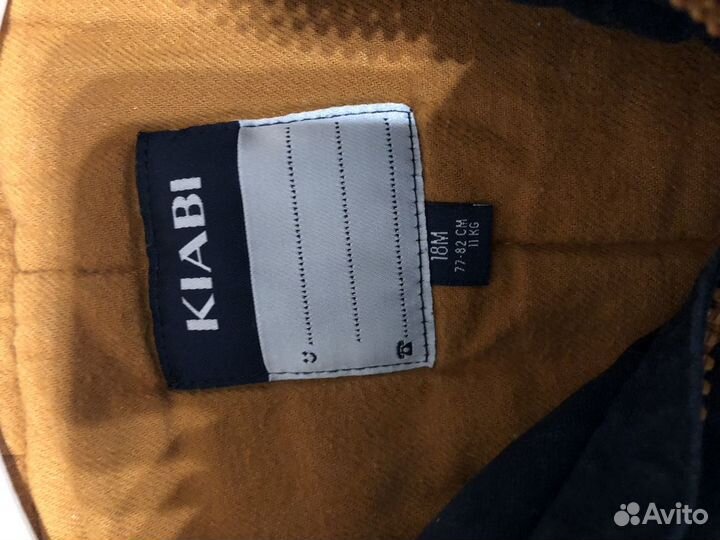 KIABI
18M
77-82 CM
11 KG
Avito